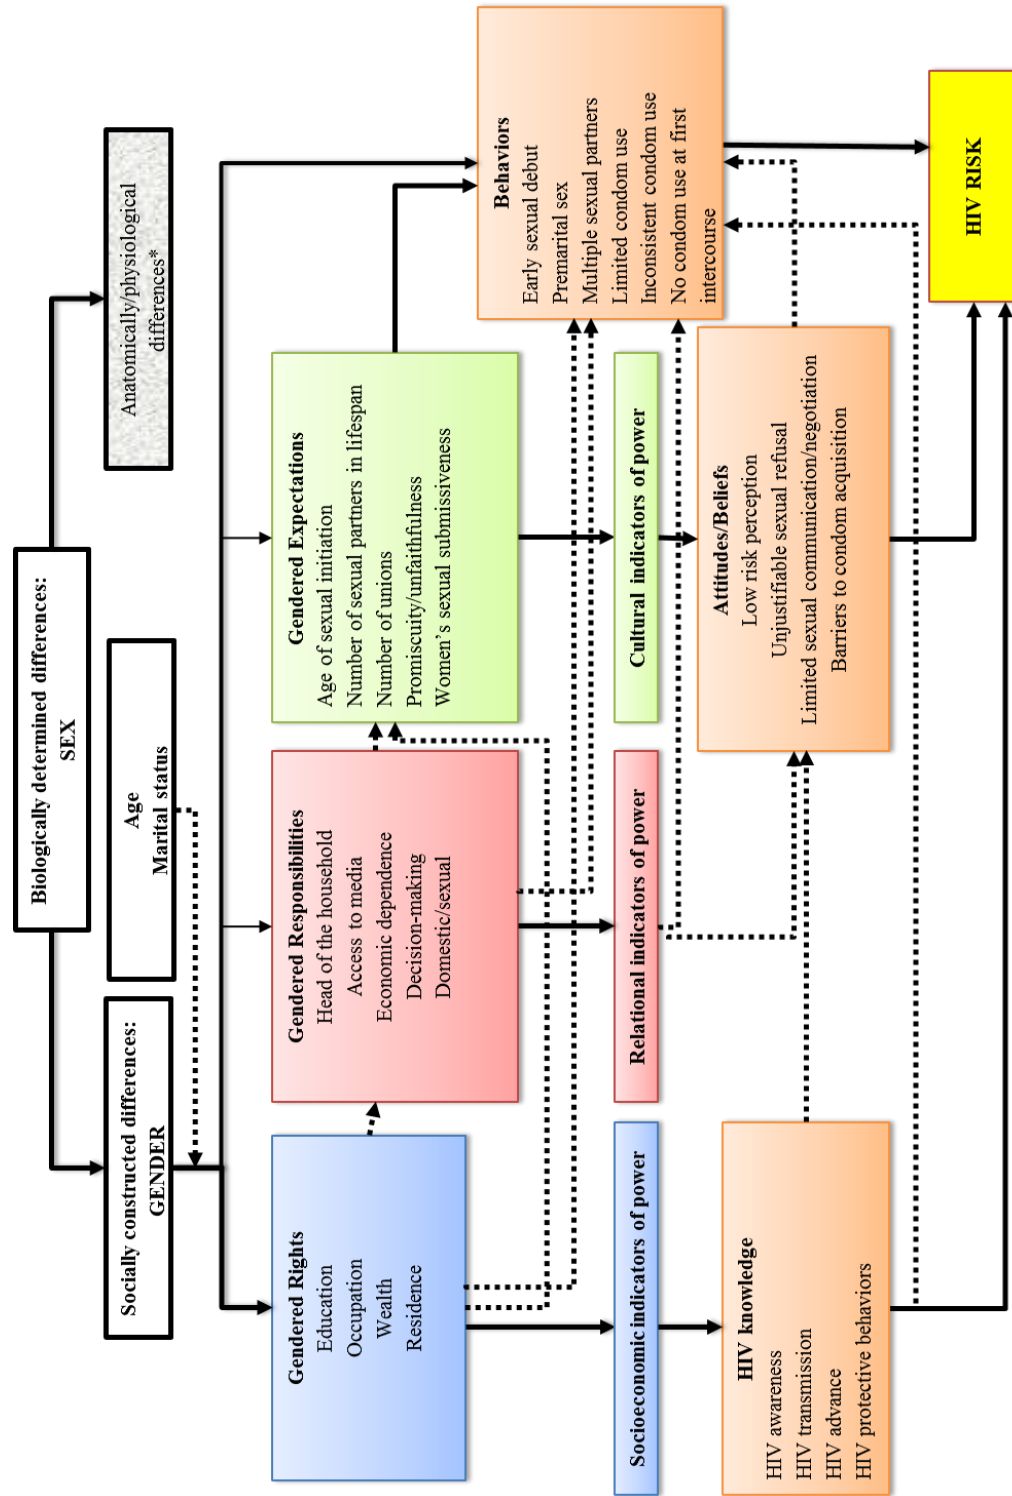 Biologically determined differences:
SEX
Socially constructed differences:
GENDER
Age
Marital status
Anatomically/physiological
differences*
Gendered Rights
Education
Occupation
Wealth
Residence
Gendered Responsibilities
Head of the household
Access to media
Economic dependence
Decision-making
Domestic/sexual
Gendered Expectations
Age of sexual initiation
Number of sexual partners in lifespan
Number of unions
Promiscuity/unfaithfulness
Women's sexual submissiveness
Behaviors
Early sexual debut
Premarital sex
Multiple sexual partners
Limited condom use
Inconsistent condom use
No condom use at first
intercourse
Socioeconomic indicators of power
Relational indicators of power
Cultural indicators of power
HIV knowledge
HIV awareness
HIV transmission
HIV advance
HIV protective behaviors
Attitudes/Beliefs
Low risk perception
Unjustifiable sexual refusal
Limited sexual communication/negotiation
Barriers to condom acquisition
HIV RISK